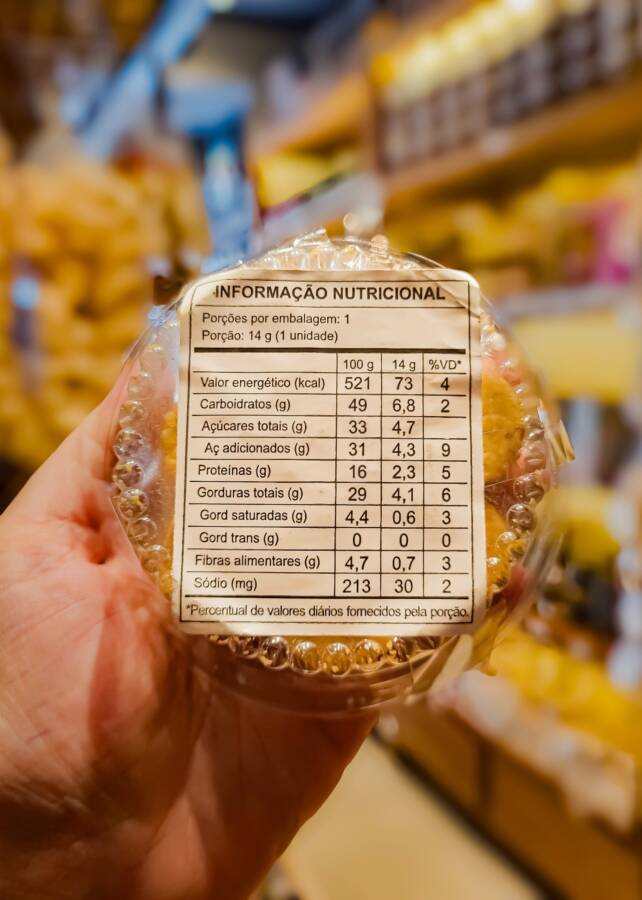 INFORMAÇÃO NUTRICIONAL
Porções por embalagem: 1
Porção: 14 g (1 unidade)
100 g 14 g %VD*
Valor energético (kcal) 521 73 4
Carboidratos (g) 49 6,8 2
Açúcares totais (g) 33 4,7
Aç adicionados (g) 31 4,3 9
Proteínas (g) 16 2,3 5
Gorduras totais (g) 29 4,1 6
Gord saturadas (g) 4,4 0,6 3
Gord trans (g) 0 0 0
Fibras alimentares (g) 4,7 0,7 3
Sódio (mg) 213 30 2
*Percentual de valores diários fornecidos pela porção.